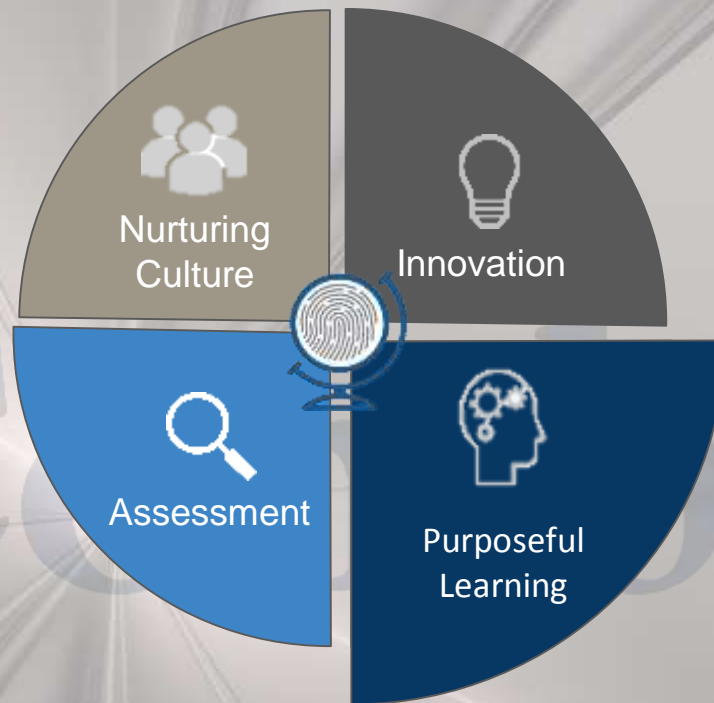 Nurturing
Culture
Innovation
Assessment
Purposeful
Learning